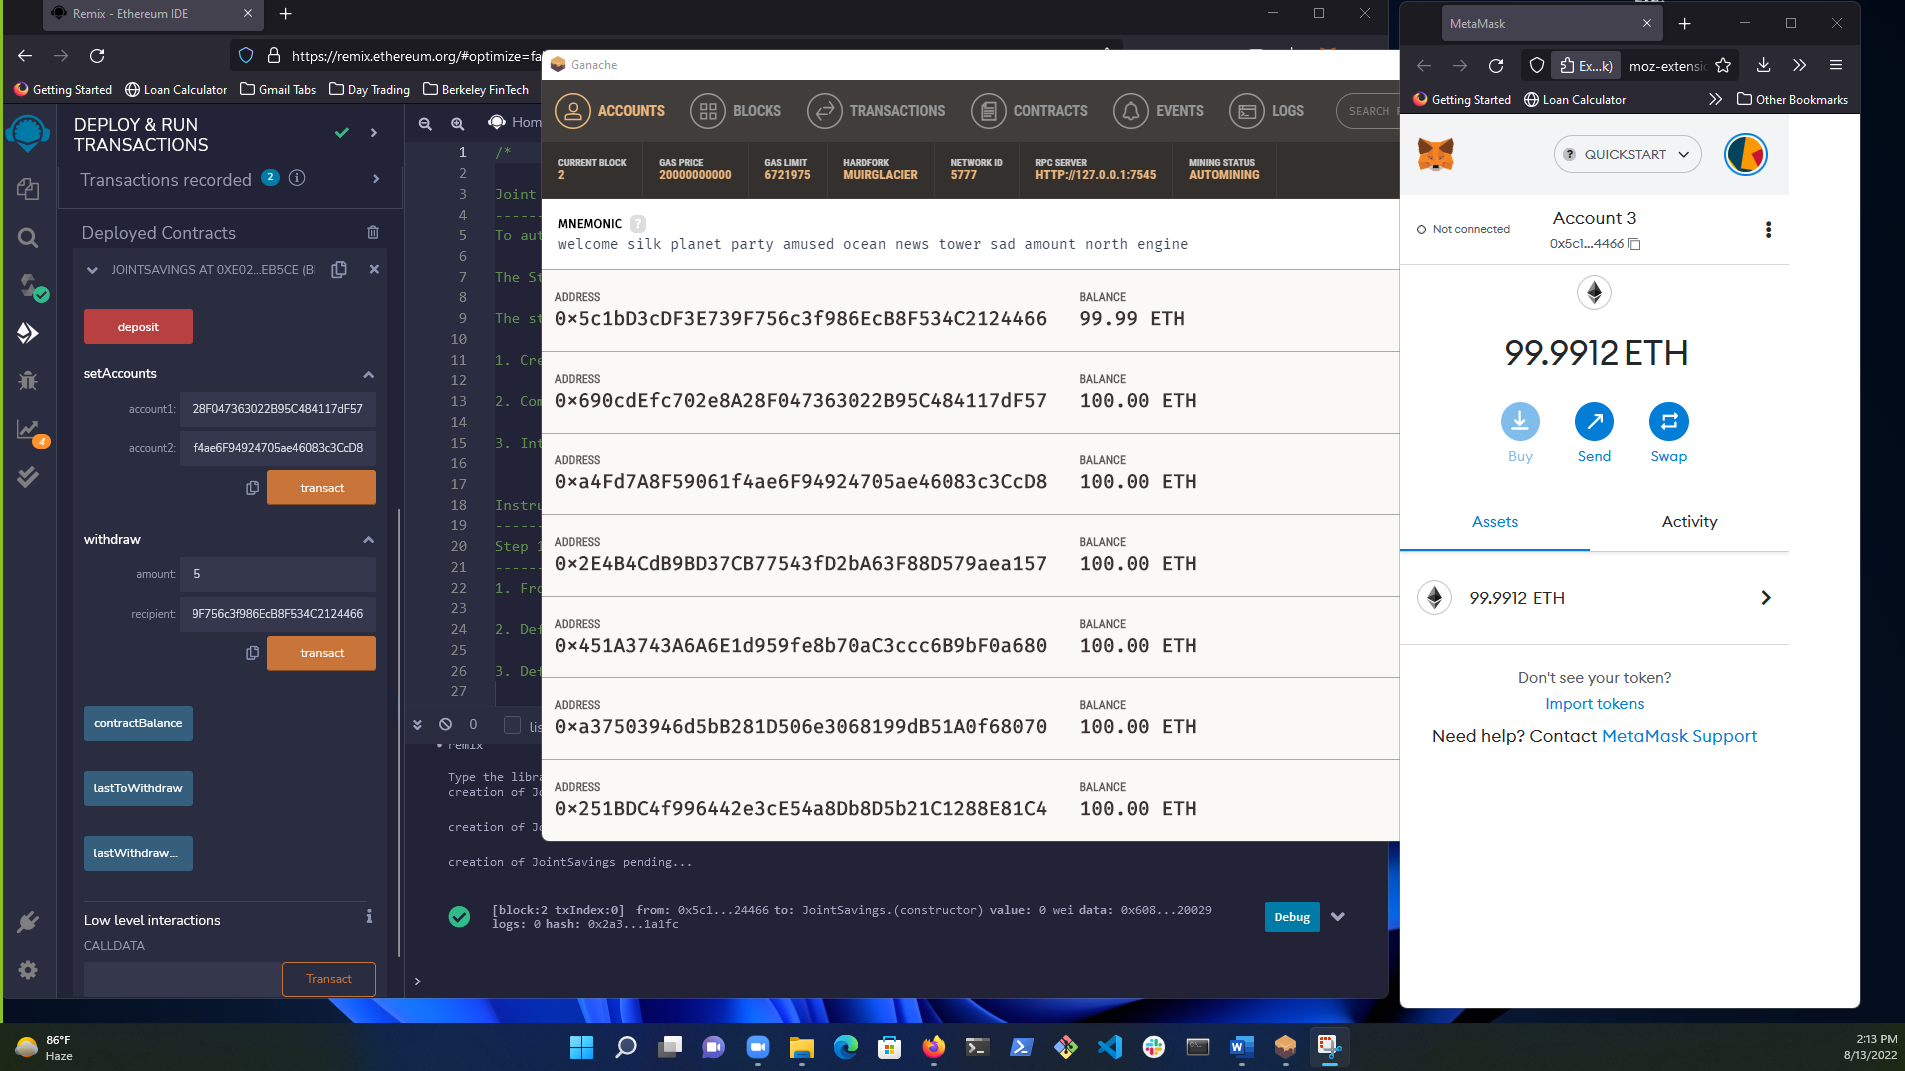 Remix - Ethereum IDE
https://remix.ethereum.org/#optimize=fa
Getting Started
Loan Calculator
Gmail Tabs
Day Trading
Berkeley FinTech
DEPLOY & RUN
TRANSACTIONS
Transactions recorded 2
Deployed Contracts
JOINTSAVINGS AT 0XE02...EB5CE (B
deposit
setAccounts
account1: 28F047363022B95C484117dF57
account2: f4ae6F94924705ae46083c3CcD8
transact
withdraw
amount: 5
recipient: 9F756c3f986EcB8F534C2124466
transact
contractBalance
lastToWithdraw
lastWithdraw...
Low level interactions
CALLDATA
Transact
4
Hom
1 /*
2
3 Joint
4 -----
5 To aut
6
7 The St
8
9 The st
10
11 1. Cre
12
13 2. Com
14
15 3. Int
16
17
18 Instru
19 -----
20 Step 1
21 -----
22 1. Fro
23
24 2. Def
25
26 3. Def
27
0
lis
remix
Type the libra
creation of Jo
creation of Jo
creation of JointSavings pending...
[block:2 txIndex:0] from: 0x5c1...24466 to: JointSavings.(constructor) value: 0 wei data: 0x608...20029
logs: 0 hash: 0x2a3...1a1fc
Debug
>
Ganache
ACCOUNTS
BLOCKS
TRANSACTIONS
CONTRACTS
EVENTS
LOGS
SEARCH F
CURRENT BLOCK
2
GAS PRICE
20000000000
GAS LIMIT
6721975
HARDFORK
MUIRGLACIER
NETWORK ID
5777
RPC SERVER
HTTP://127.0.0.1:7545
MINING STATUS
AUTOMINING
MNEMONIC ?
welcome silk planet party amused ocean news tower sad amount north engine
ADDRESS BALANCE
0×5c1bD3cDF3E739F756c3f986EcB8F534C2124466 99.99 ETH
ADDRESS BALANCE
0×690cdEfc702e8A28F047363022B95C484117dF57 100.00 ETH
ADDRESS BALANCE
0×a4Fd7A8F59061f4ae6F94924705ae46083c3CcD8 100.00 ETH
ADDRESS BALANCE
0×2E4B4CdB9BD37CB77543fD2bA63F88D579aea157 100.00 ETH
ADDRESS BALANCE
0×451A3743A6A6E1d959fe8b70aC3ccc6B9bF0a680 100.00 ETH
ADDRESS BALANCE
0×a37503946d5bB281D506e3068199dB51A0f68070 100.00 ETH
ADDRESS BALANCE
0×251BDC4f996442e3cE54a8Db8D5b21C1288E81C4 100.00 ETH
MetaMask
Ex...k)
moz-extensi
Getting Started
Loan Calculator
Other Bookmarks
? QUICKSTART
Not connected
Account 3
0x5c1...4466
99.9912 ETH
Buy
Send
Swap
Assets
Activity
99.9912 ETH
Don't see your token?
Import tokens
Need help? Contact MetaMask Support
86°F
Haze
2:13 PM
8/13/2022